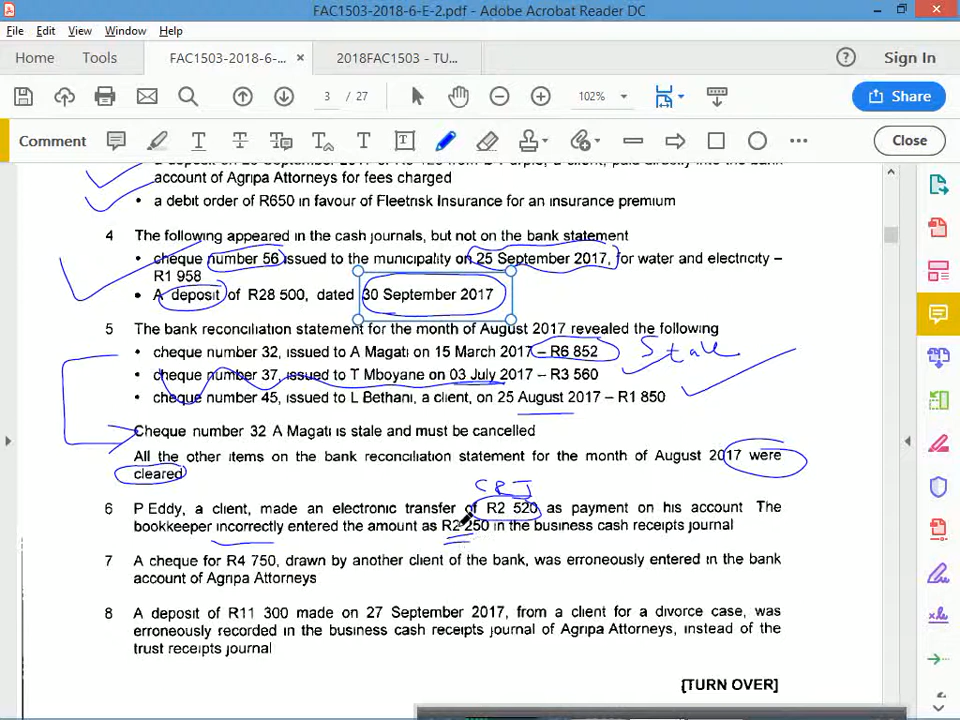 FAC1503-2018-6-E-2.pdf - Adobe Acrobat Reader DC
File Edit View Window Help
Home Tools FAC1503-2018-6-... × 2018FAC1503 - TU... Sign In
3 / 27 102% Share
Comment Close
account of Agripa Attorneys for fees charged
• a debit order of R650 in favour of Fleetrisk Insurance for an insurance premium
4 The following appeared in the cash journals, but not on the bank statement
• cheque number 56 issued to the municipality on 25 September 2017, for water and electricity –
R1 958
• A deposit of R28 500, dated 30 September 2017
5 The bank reconciliation statement for the month of August 2017 revealed the following
• cheque number 32, issued to A Magati on 15 March 2017 – R6 852 Stale
• cheque number 37, issued to T Mboyane on 03 July 2017 – R3 560
• cheque number 45, issued to L Bethani, a client, on 25 August 2017 – R1 850
Cheque number 32 A Magati is stale and must be cancelled
All the other items on the bank reconciliation statement for the month of August 2017 were
cleared
CRJ
6 P Eddy, a client, made an electronic transfer of R2 520 as payment on his account The
bookkeeper incorrectly entered the amount as R2 250 in the business cash receipts journal
7 A cheque for R4 750, drawn by another client of the bank, was erroneously entered in the bank
account of Agripa Attorneys
8 A deposit of R11 300 made on 27 September 2017, from a client for a divorce case, was
erroneously recorded in the business cash receipts journal of Agripa Attorneys, instead of the
trust receipts journal
[TURN OVER]